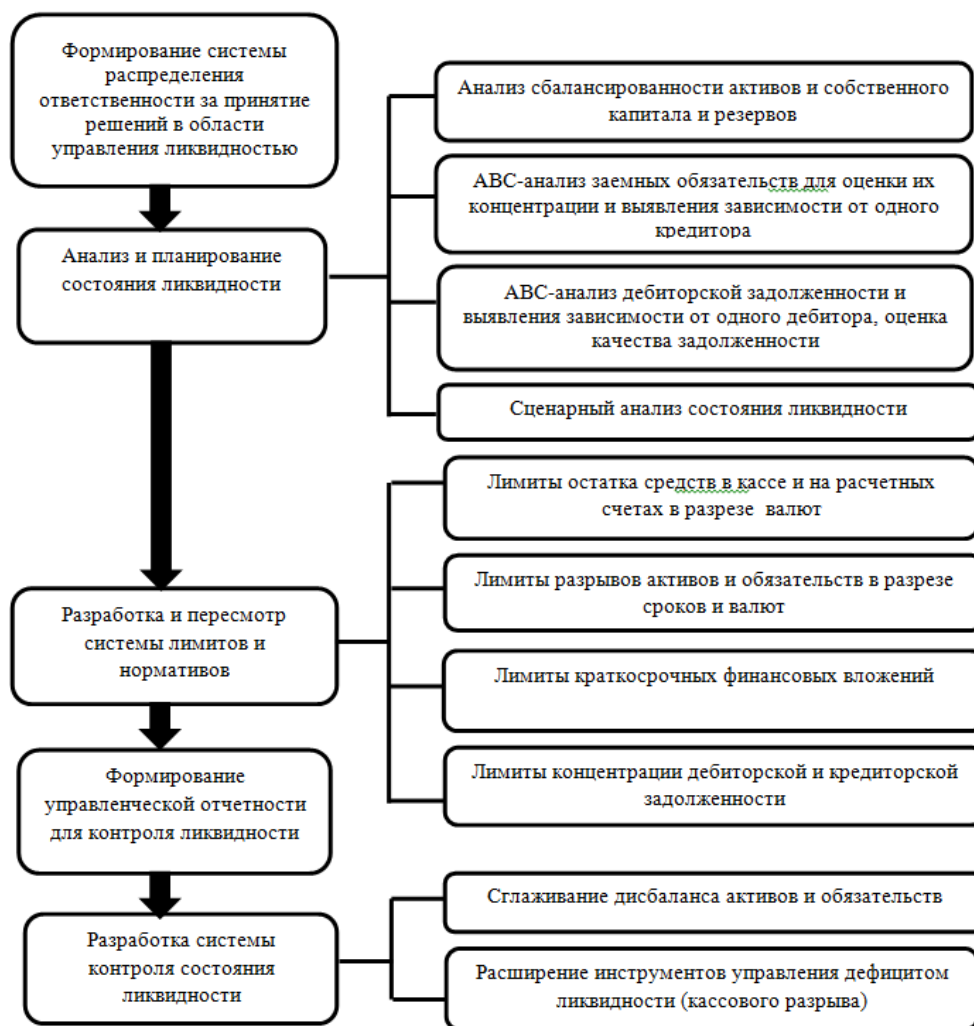 Формирование системы
распределения
ответственности за принятие
решений в области
управления ликвидностью
Анализ и планирование
состояния ликвидности
Анализ сбалансированности активов и собственного
капитала и резервов
АВС-анализ заемных обязательств для оценки их
концентрации и выявления зависимости от одного
кредитора
АВС-анализ дебиторской задолженности и
выявления зависимости от одного дебитора, оценка
качества задолженности
Сценарный анализ состояния ликвидности
Разработка и пересмотр
системы лимитов и
нормативов
Лимиты остатка средств в кассе и на расчетных
счетах в разрезе валют
Лимиты разрывов активов и обязательств в разрезе
сроков и валют
Лимиты краткосрочных финансовых вложений
Лимиты концентрации дебиторской и кредиторской
задолженности
Формирование
управленческой отчетности
для контроля ликвидности
Разработка системы
контроля состояния
ликвидности
Сглаживание дисбаланса активов и обязательств
Расширение инструментов управления дефицитом
ликвидности (кассового разрыва)